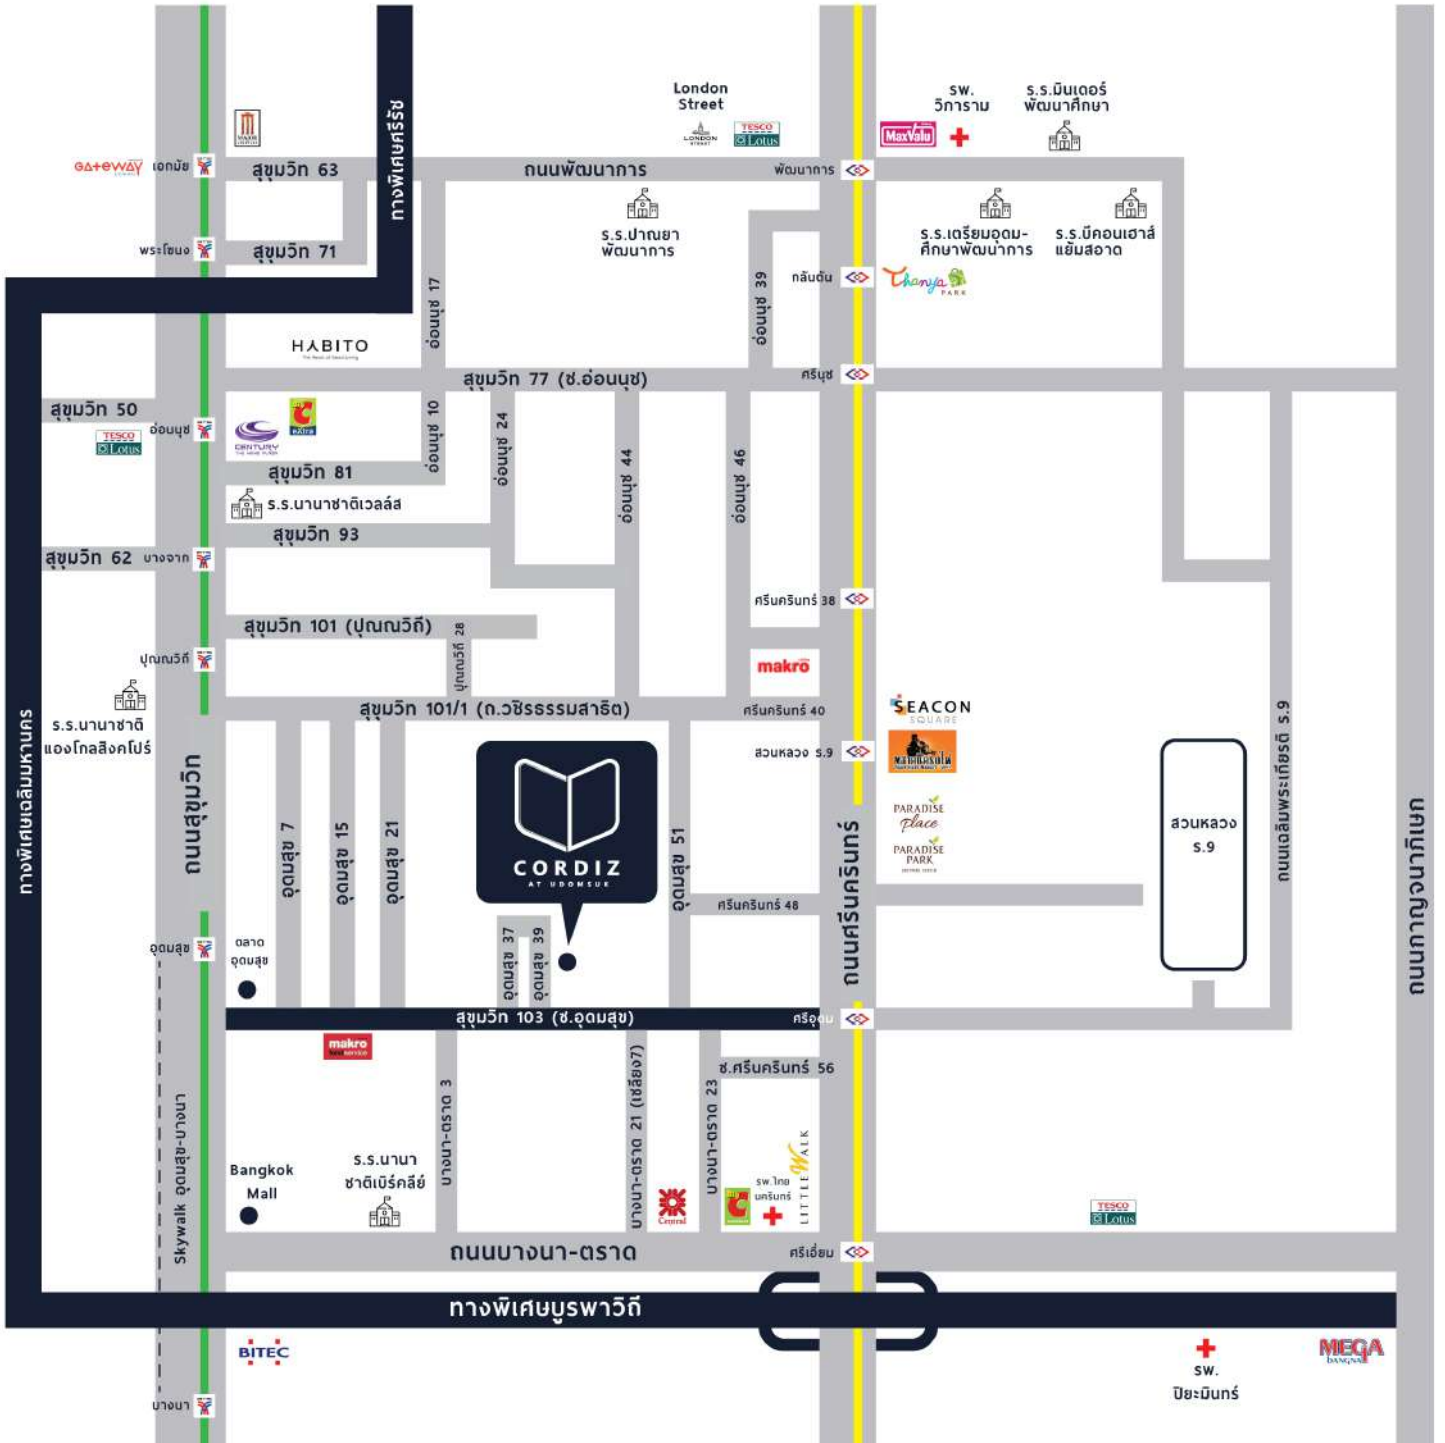 London
Street
LONDON
STREET
TESCO
Lotus
MaxValu
รพ.
วิภาราม
ร.ร.มีนเดอร์
พัฒนาศึกษา
ทางพิเศษศรีรัช
GATEWAY
เอกมัย
สุขุมวิท 63
ถนนพัฒนาการ
พัฒนาการ
ร.ร.ปาณยา
พัฒนาการ
ร.ร.เตรียมอุดม-
ศึกษาพัฒนาการ
ร.ร.บีคอนเฮาส์
แย้มสอาด
พระโขนง
สุขุมวิท 71
อ่อนนุช 17
อ่อนนุช 39
กลันตัน
Thanya
PARK
HABITO
สุขุมวิท 77 (ซ.อ่อนนุช)
ศรีนุช
สุขุมวิท 50
TESCO
Lotus
อ่อนนุช
CENTURY
THE MOVIE PLAZA
extra
อ่อนนุช 10
อ่อนนุช 24
อ่อนนุช 44
อ่อนนุช 46
สุขุมวิท 81
ร.ร.นานาชาติเวลล์ส
สุขุมวิท 93
สุขุมวิท 62
บางจาก
ศรีนครินทร์ 38
สุขุมวิท 101 (ปุณณวิถี)
ปุณณวิถี 28
ปุณณวิถี
makro
ร.ร.นานาชาติ
แองโกลสิงคโปร์
สุขุมวิท 101/1 (ถ.วชิรธรรมสาธิต)
ศรีนครินทร์ 40
SEACON
SQUARE
สวนหลวง ร.9
ถนนเฉลิมพระเกียรติ ร.9
ทางพิเศษเฉลิมมหานคร
ถนนสุขุมวิท
อุดมสุข 7
อุดมสุข 15
อุดมสุข 21
CORDIZ
AT UDOMSUK
อุดมสุข 51
ถนนศรีนครินทร์
PARADISE
place
PARADISE
PARK
สวนหลวง
ร.9
ถนนกาญจนาภิเษก
ศรีนครินทร์ 48
อุดมสุข
ตลาด
อุดมสุข
อุดมสุข 37
อุดมสุข 39
สุขุมวิท 103 (ซ.อุดมสุข)
ศรีอุดม
makro
foodservice
ซ.ศรีนครินทร์ 56
Skywalk อุดมสุข-บางนา
บางนา-ตราด 3
บางนา-ตราด 21 (เฉลียง7)
บางนา-ตราด 23
Bangkok
Mall
ร.ร.นานา
ชาติเบิร์คลีย์
Central
รพ.ไทย
นครินทร์
LITTLE WALK
TESCO
Lotus
ถนนบางนา-ตราด
ศรีเอี่ยม
ทางพิเศษบูรพาวิถี
BITEC
MEGA
BANGNA
รพ.
ปิยะมินทร์
บางนา